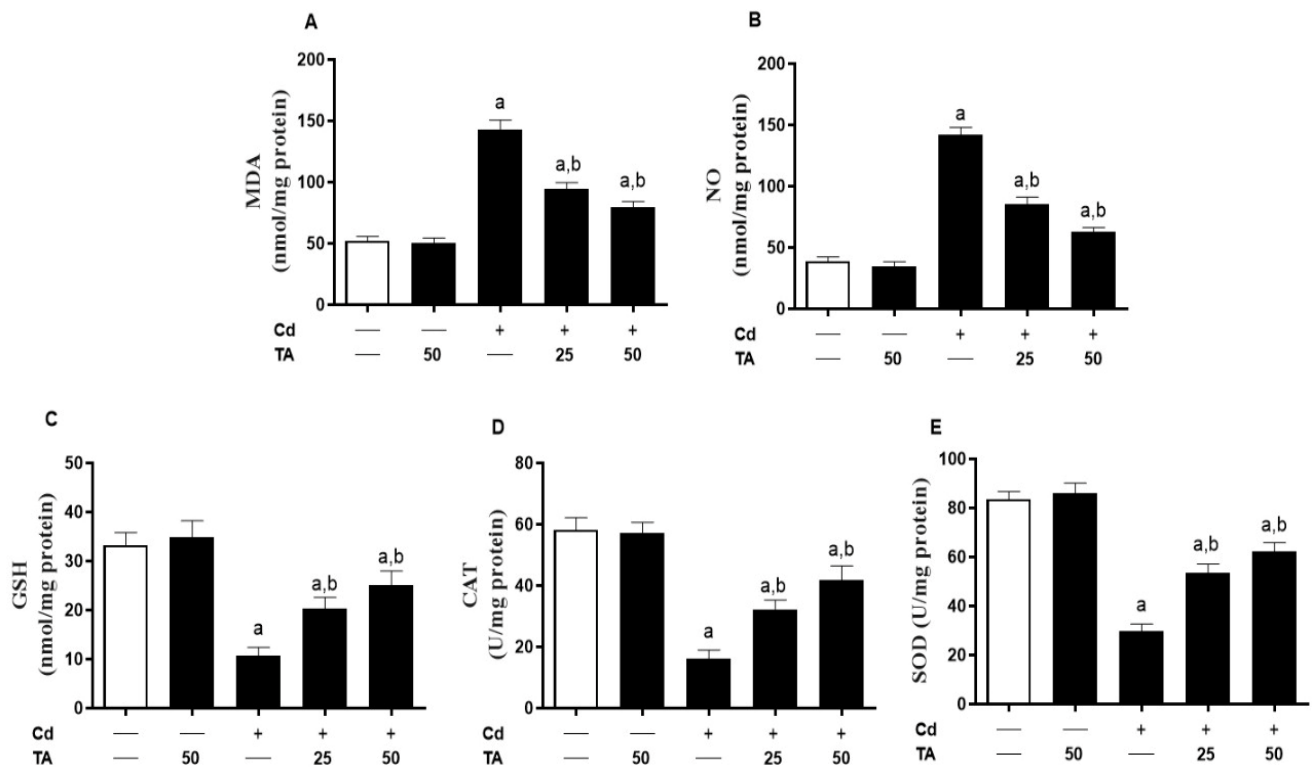 A
MDA
(nmol/mg protein)
200
150
100
50
0
a
a,b
a,b
Cd — — + + +
TA — 50 — 25 50
B
NO
(nmol/mg protein)
200
150
100
50
0
a
a,b
a,b
Cd — — + + +
TA — 50 — 25 50
C
GSH
(nmol/mg protein)
50
40
30
20
10
0
a
a,b
a,b
Cd — — + + +
TA — 50 — 25 50
D
CAT
(U/mg protein)
80
60
40
20
0
a
a,b
a,b
Cd — — + + +
TA — 50 — 25 50
E
SOD (U/mg protein)
100
80
60
40
20
0
a
a,b
a,b
Cd — — + + +
TA — 50 — 25 50